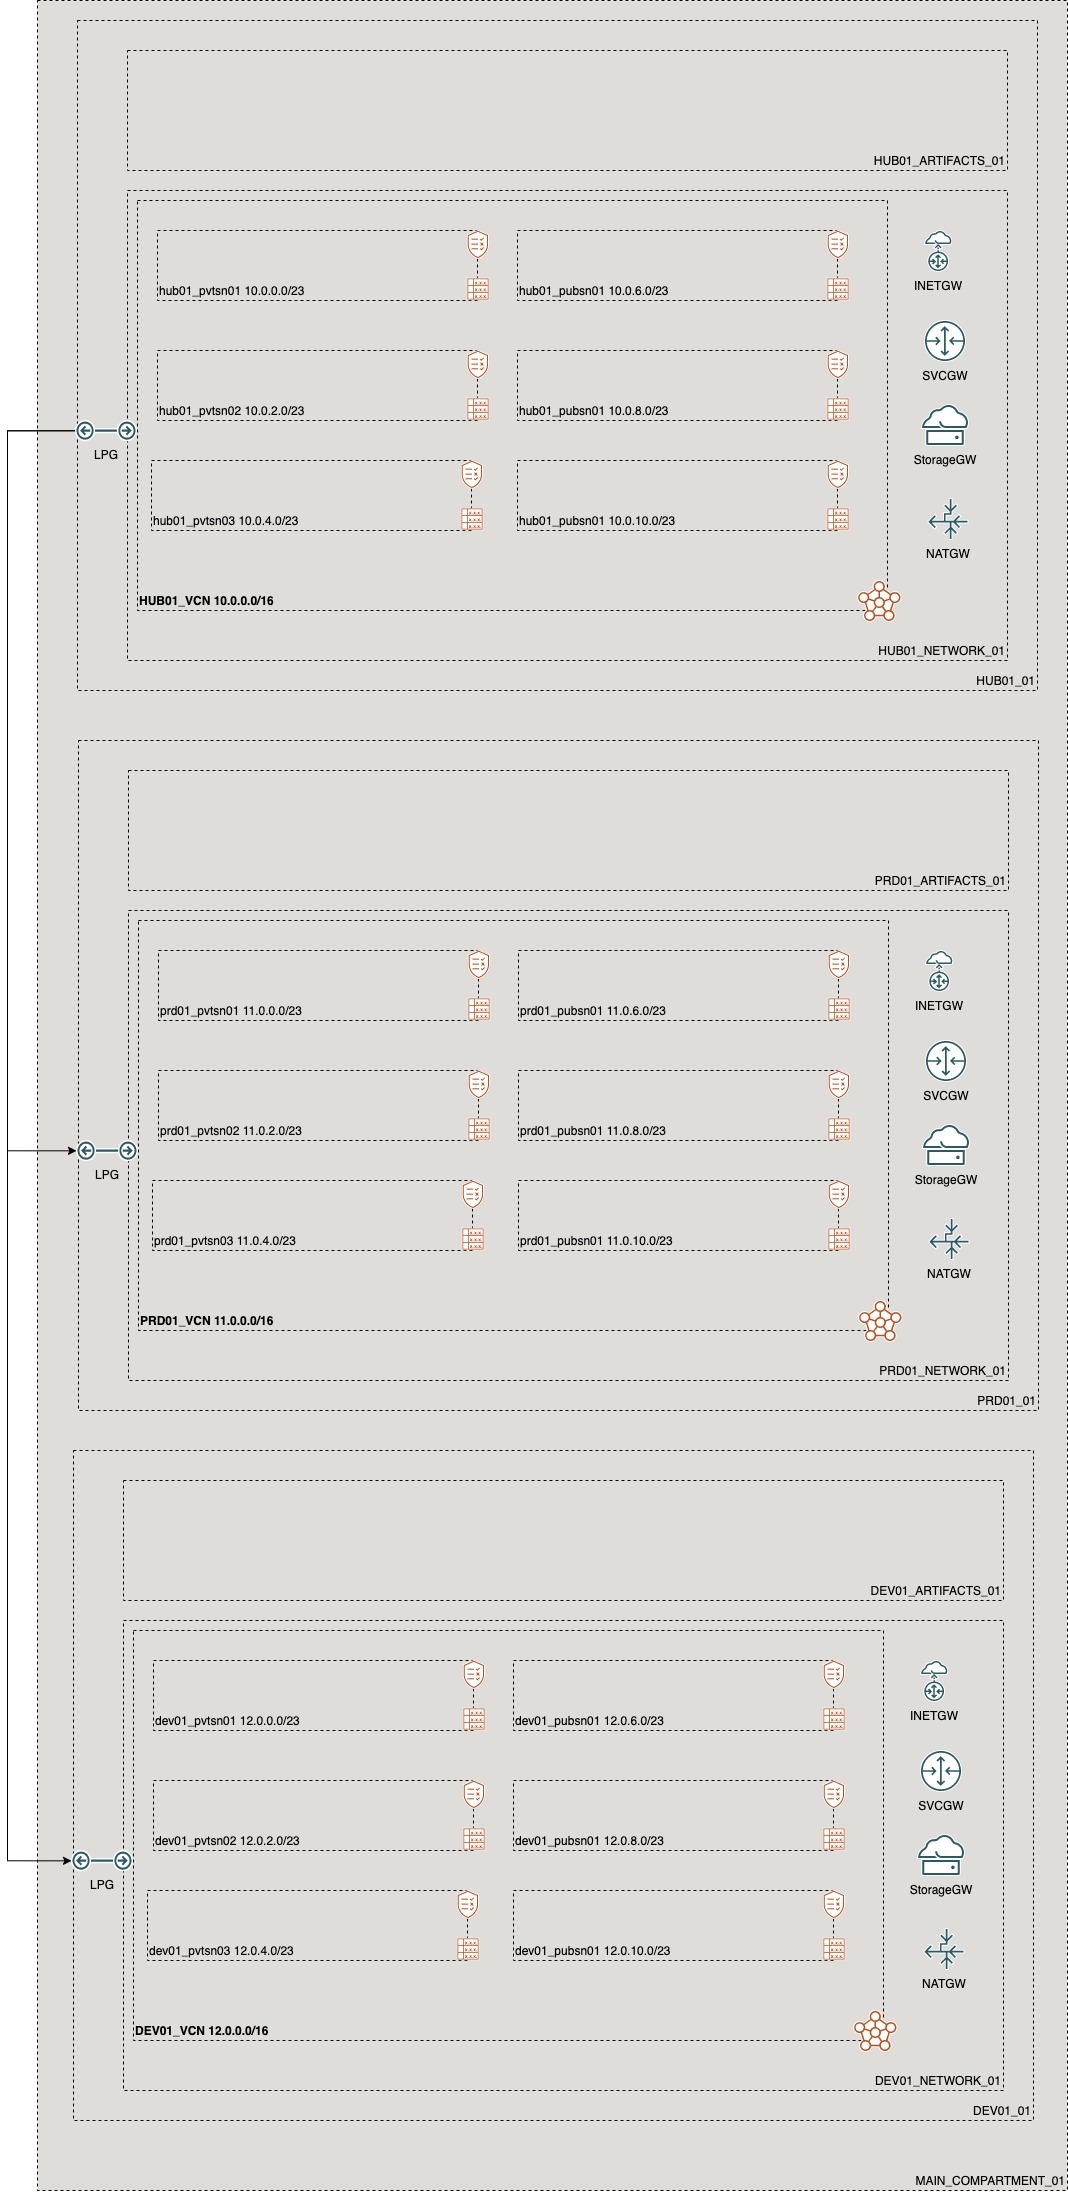 HUB01_ARTIFACTS_01
hub01_pvtsn01 10.0.0.0/23
hub01_pubsn01 10.0.6.0/23
INETGW
SVCGW
hub01_pvtsn02 10.0.2.0/23
hub01_pubsn01 10.0.8.0/23
LPG
StorageGW
hub01_pvtsn03 10.0.4.0/23
hub01_pubsn01 10.0.10.0/23
NATGW
HUB01_VCN 10.0.0.0/16
HUB01_NETWORK_01
HUB01_01
PRD01_ARTIFACTS_01
prd01_pvtsn01 11.0.0.0/23
prd01_pubsn01 11.0.6.0/23
INETGW
SVCGW
prd01_pvtsn02 11.0.2.0/23
prd01_pubsn01 11.0.8.0/23
LPG
StorageGW
prd01_pvtsn03 11.0.4.0/23
prd01_pubsn01 11.0.10.0/23
NATGW
PRD01_VCN 11.0.0.0/16
PRD01_NETWORK_01
PRD01_01
DEV01_ARTIFACTS_01
dev01_pvtsn01 12.0.0.0/23
dev01_pubsn01 12.0.6.0/23
INETGW
SVCGW
dev01_pvtsn02 12.0.2.0/23
dev01_pubsn01 12.0.8.0/23
LPG
StorageGW
dev01_pvtsn03 12.0.4.0/23
dev01_pubsn01 12.0.10.0/23
NATGW
DEV01_VCN 12.0.0.0/16
DEV01_NETWORK_01
DEV01_01
MAIN_COMPARTMENT_01